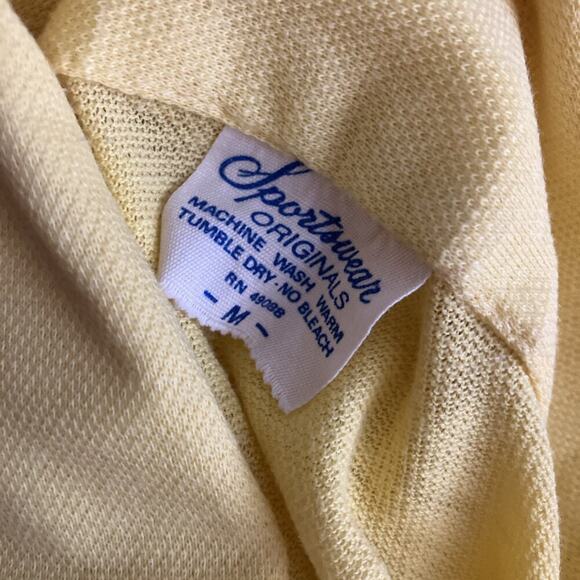 Sportswear
ORIGINALS
MACHINE WASH WARM
TUMBLE DRY-NO BLEACH
RN 49098
- M -